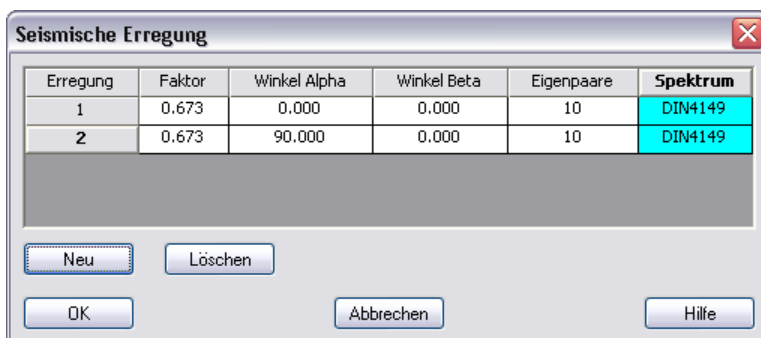 Seismische Erregung
Erregung Faktor Winkel Alpha Winkel Beta Eigenpaare Spektrum
1 0.673 0.000 0.000 10 DIN4149
2 0.673 90.000 0.000 10 DIN4149
Neu Löschen
OK Abbrechen Hilfe